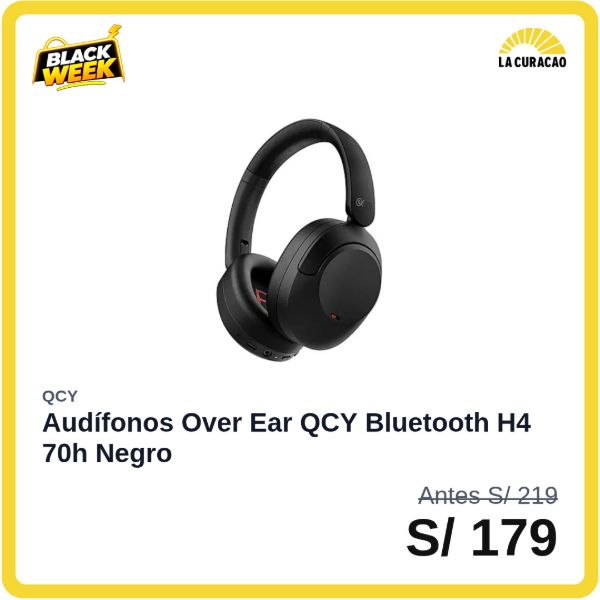 BLACK
WEEK
LA CURACAO
QCY
Audífonos Over Ear QCY Bluetooth H4
70h Negro
Antes S/ 219
S/ 179